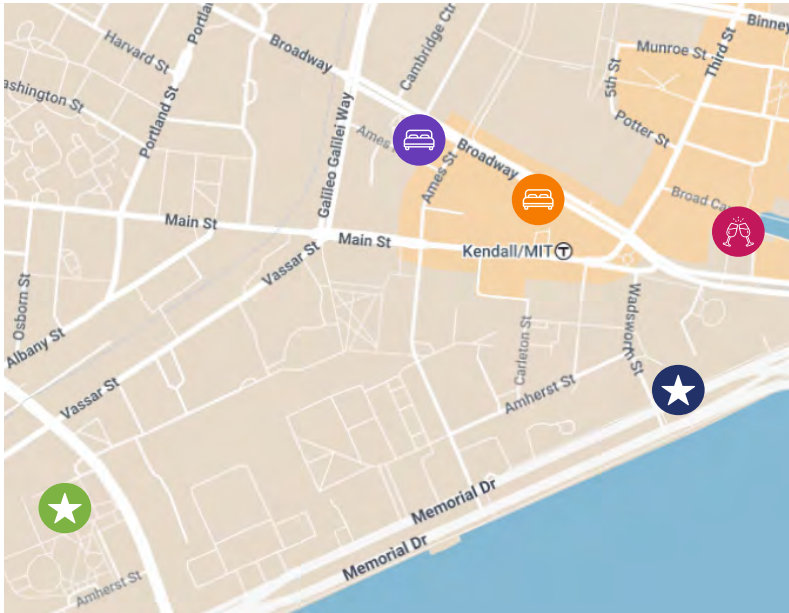 Portlan
Broadway
Harvard St
Cambridge Ctr
Binney
Munroe St
Third St
5th St
ashington St
Portland St
Galileo Galilei Way
Potter St
Ames
Broadway
Ames St
Broad Ca
Main St
Main St
Kendall/MIT T
Vassar St
Osborn St
Wadsworth St
Carleton St
Albany St
Vassar St
Amherst St
Memorial Dr
Memorial Dr
Amherst St